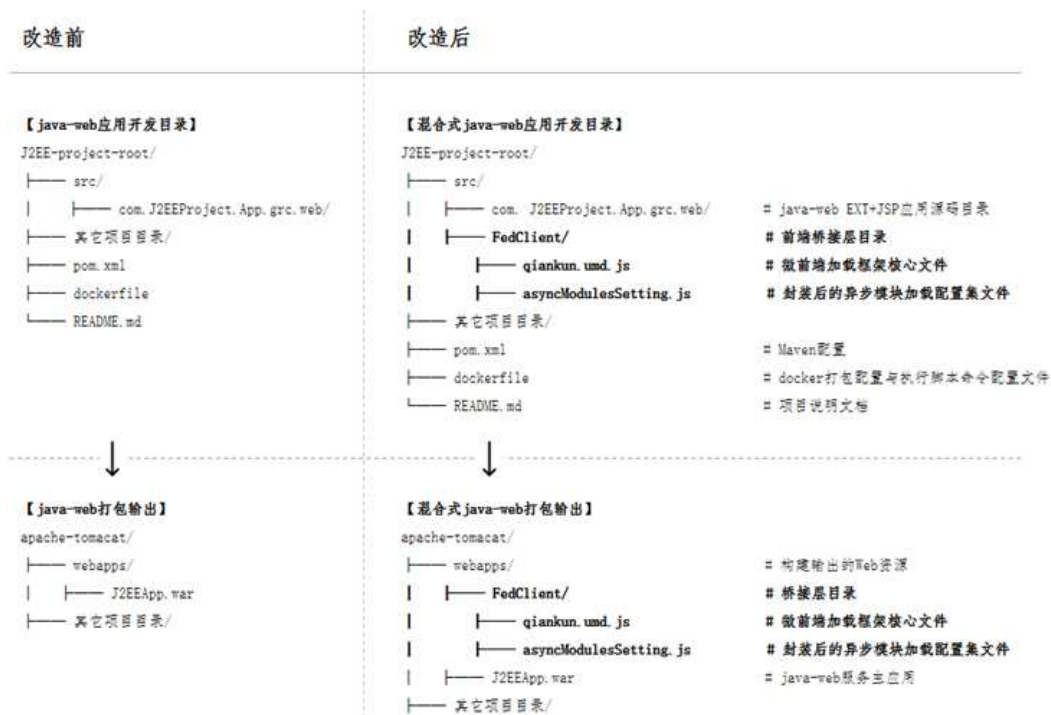 改造前
改造后
【java-web应用开发目录】
J2EE-project-root/
├── src/
│ ├── com.J2EEProject.App.grc.web/
├── 其它项目目录/
├── pom.xml
├── dockerfile
└── README.md
【混合式java-web应用开发目录】
J2EE-project-root/
├── src/
│ ├── com. J2EEProject.App.grc.web/ # java-web EXT+JSP应用源码目录
│ ├── FedClient/ # 前端桥接层目录
│ ├── qiankun.umd.js # 微前端加载框架核心文件
│ ├── asyncModulesSetting.js # 封装后的异步模块加载配置集文件
├── 其它项目目录/
├── pom.xml # Maven配置
├── dockerfile # docker打包配置与执行脚本命令配置文件
└── README.md # 项目说明文档
↓
↓
【java-web打包输出】
apache-tomacat/
├── webapps/
│ ├── J2EEApp.war
├── 其它项目目录/
【混合式java-web打包输出】
apache-tomacat/
├── webapps/ # 构建输出的Web资源
│ ├── FedClient/ # 桥接层目录
│ ├── qiankun.umd.js # 微前端加载框架核心文件
│ ├── asyncModulesSetting.js # 封装后的异步模块加载配置集文件
│ ├── J2EEApp.war # java-web服务主应用
├── 其它项目目录/